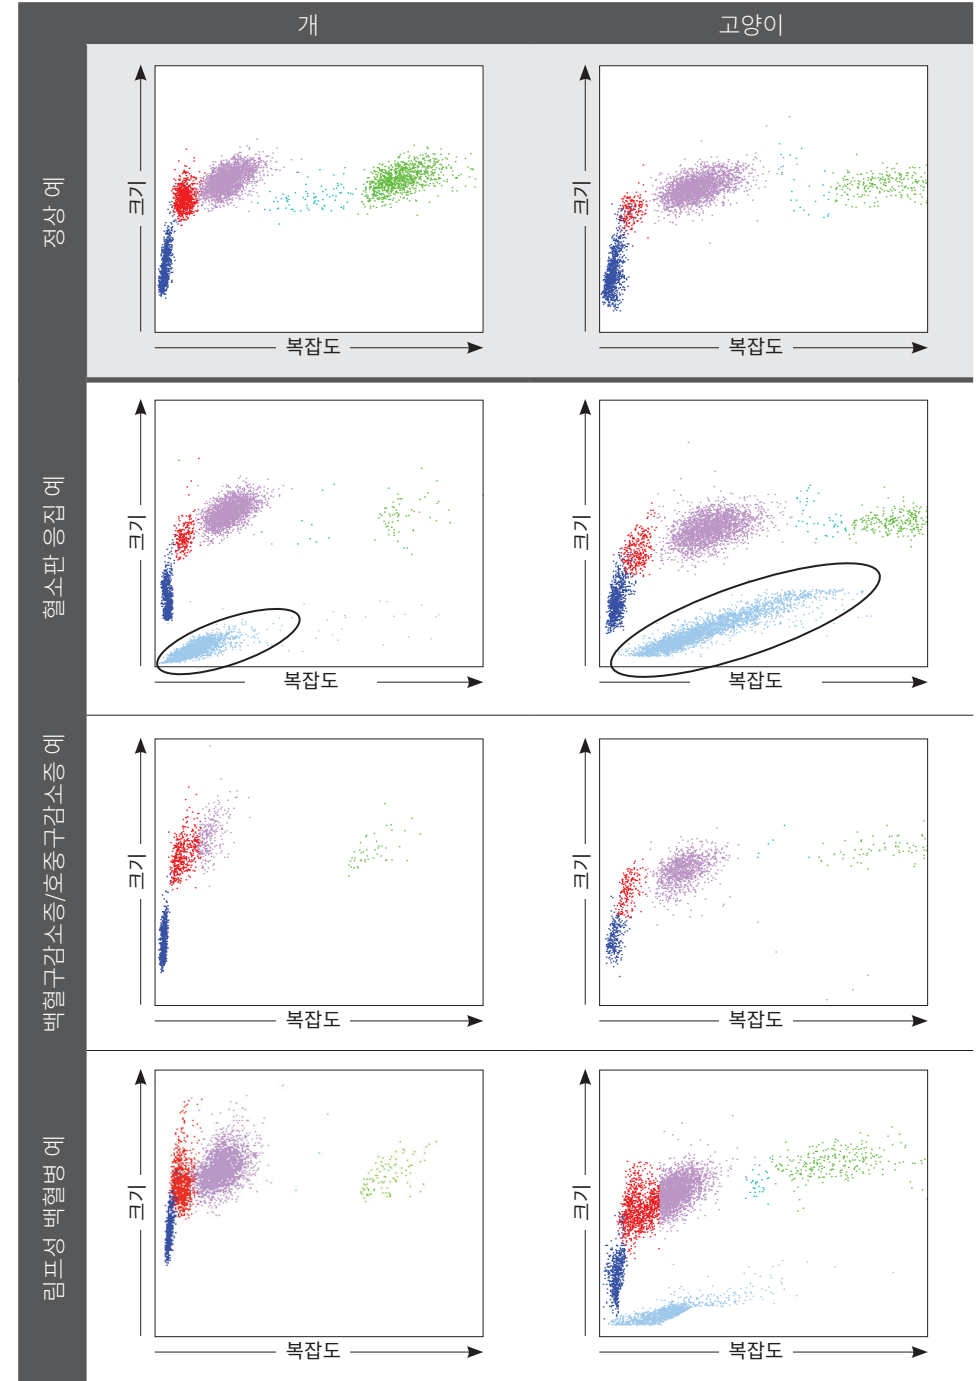 개
고양이
정상 예
크기
복잡도
크기
복잡도
혈소판 응집 예
크기
복잡도
크기
복잡도
백혈구감소증/호중구감소증 예
크기
복잡도
크기
복잡도
림프성 백혈병 예
크기
복잡도
크기
복잡도